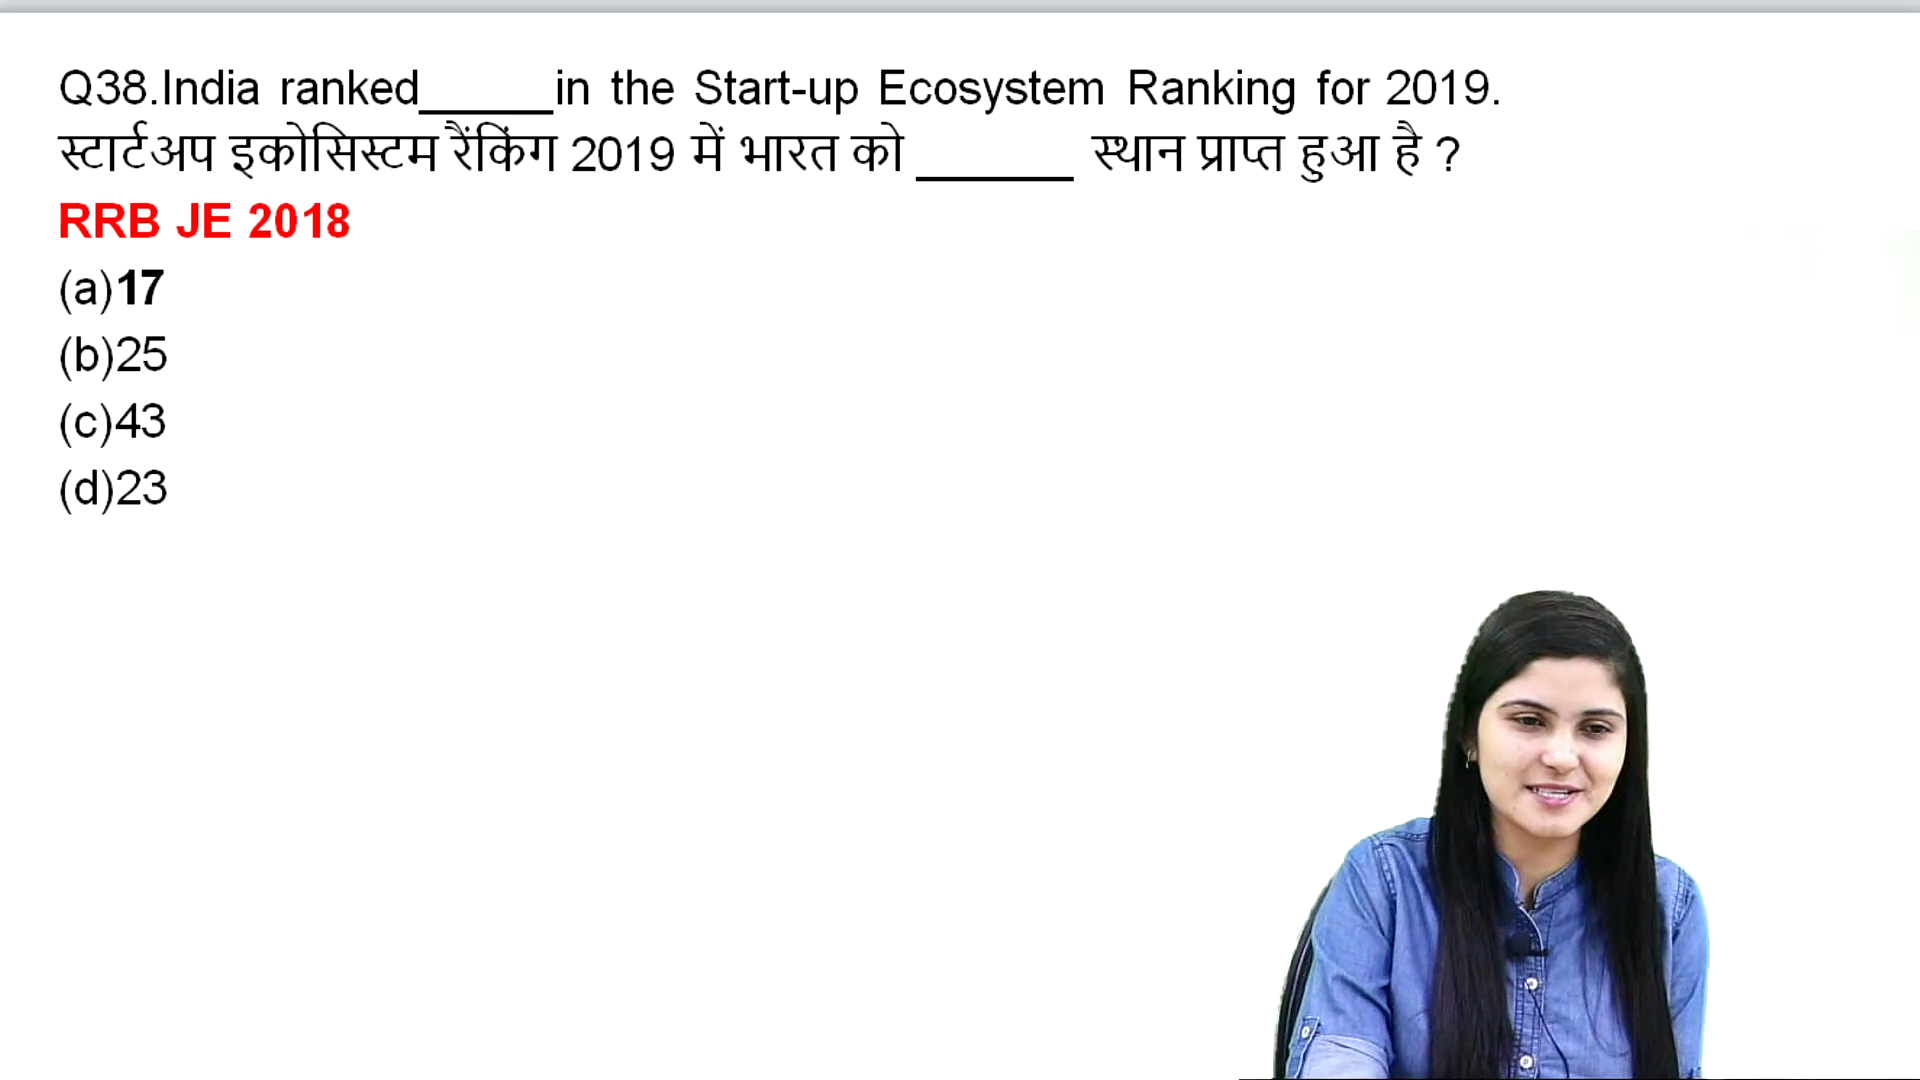 Q38.India ranked_____in the Start-up Ecosystem Ranking for 2019.
स्टार्टअप इकोसिस्टम रैंकिंग 2019 में भारत को ______ स्थान प्राप्त हुआ है ?
RRB JE 2018
(a)17
(b)25
(c)43
(d)23